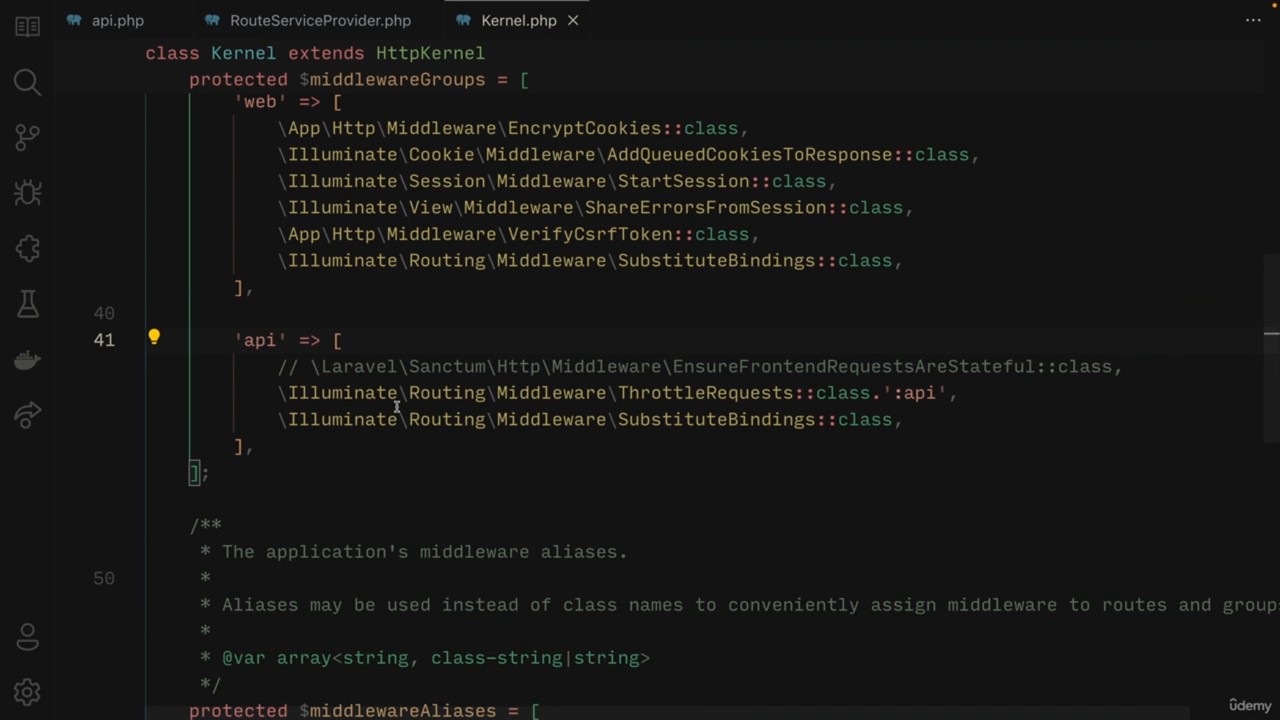 api.php
RouteServiceProvider.php
Kernel.php
class Kernel extends HttpKernel
protected $middlewareGroups = [
'web' => [
\App\Http\Middleware\EncryptCookies::class,
\Illuminate\Cookie\Middleware\AddQueuedCookiesToResponse::class,
\Illuminate\Session\Middleware\StartSession::class,
\Illuminate\View\Middleware\ShareErrorsFromSession::class,
\App\Http\Middleware\VerifyCsrfToken::class,
\Illuminate\Routing\Middleware\SubstituteBindings::class,
],
40
41 'api' => [
// \Laravel\Sanctum\Http\Middleware\EnsureFrontendRequestsAreStateful::class,
\Illuminate\Routing\Middleware\ThrottleRequests::class.':api',
\Illuminate\Routing\Middleware\SubstituteBindings::class,
],
];
/**
* The application's middleware aliases.
50 *
* Aliases may be used instead of class names to conveniently assign middleware to routes and group
*
* @var array<string, class-string|string>
*/
protected $middlewareAliases = [
ûdemy